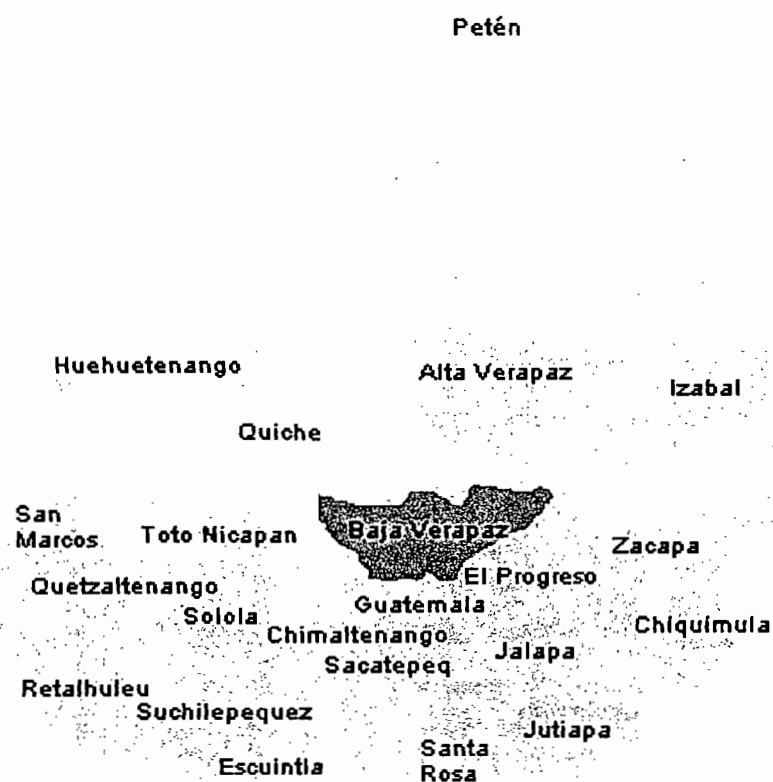 Petén
Huehuetenango
Alta Verapaz
Izabal
Quiche
San
Marcos
Toto Nicapan
Baja Verapaz
Zacapa
Quetzaltenango
El Progreso
Solola
Guatemala
Chimaltenango
Chiquimula
Sacatepeq
Jalapa
Retalhuleu
Suchilepequez
Jutiapa
Santa
Rosa
Escuintla